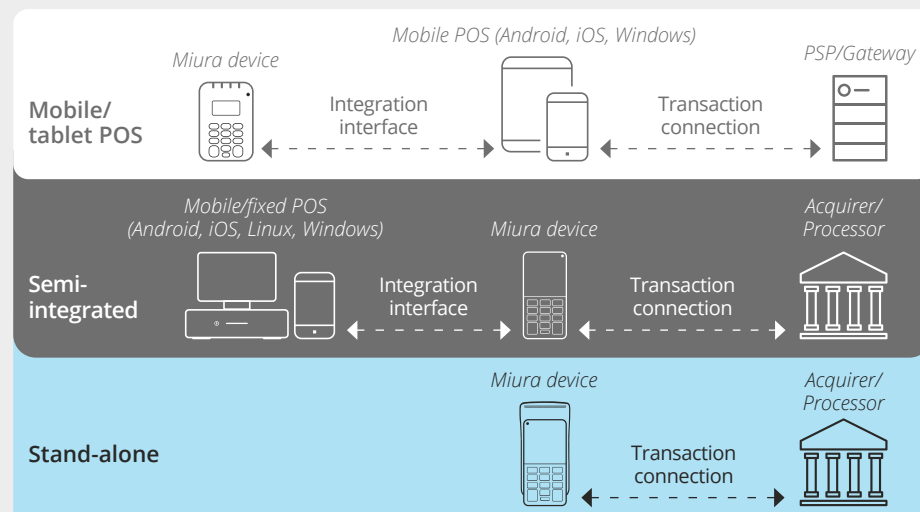 Mobile POS (Android, iOS, Windows)
Miura device
PSP/Gateway
Mobile/
tablet POS
Integration
interface
Transaction
connection
Mobile/fixed POS
(Android, iOS, Linux, Windows)
Miura device
Acquirer/
Processor
Semi-
integrated
Integration
interface
Transaction
connection
Miura device
Acquirer/
Processor
Stand-alone
Transaction
connection